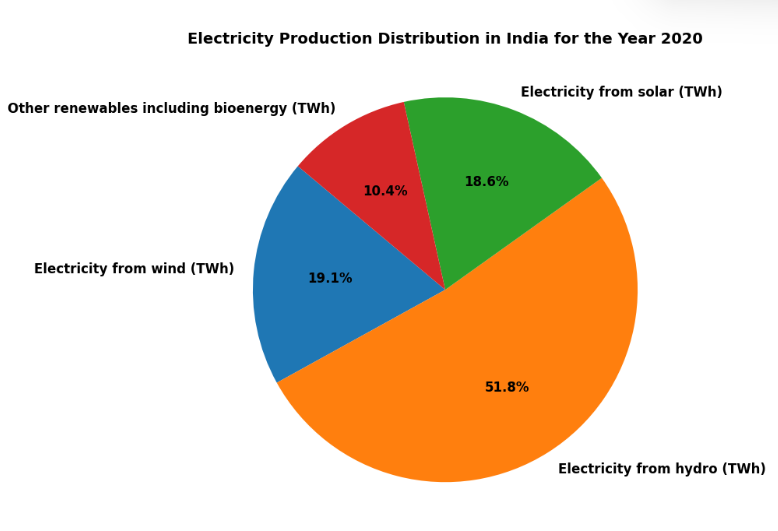 Electricity Production Distribution in India for the Year 2020
Electricity from solar (TWh)
Other renewables including bioenergy (TWh)
18.6%
10.4%
Electricity from wind (TWh)
19.1%
51.8%
Electricity from hydro (TWh)